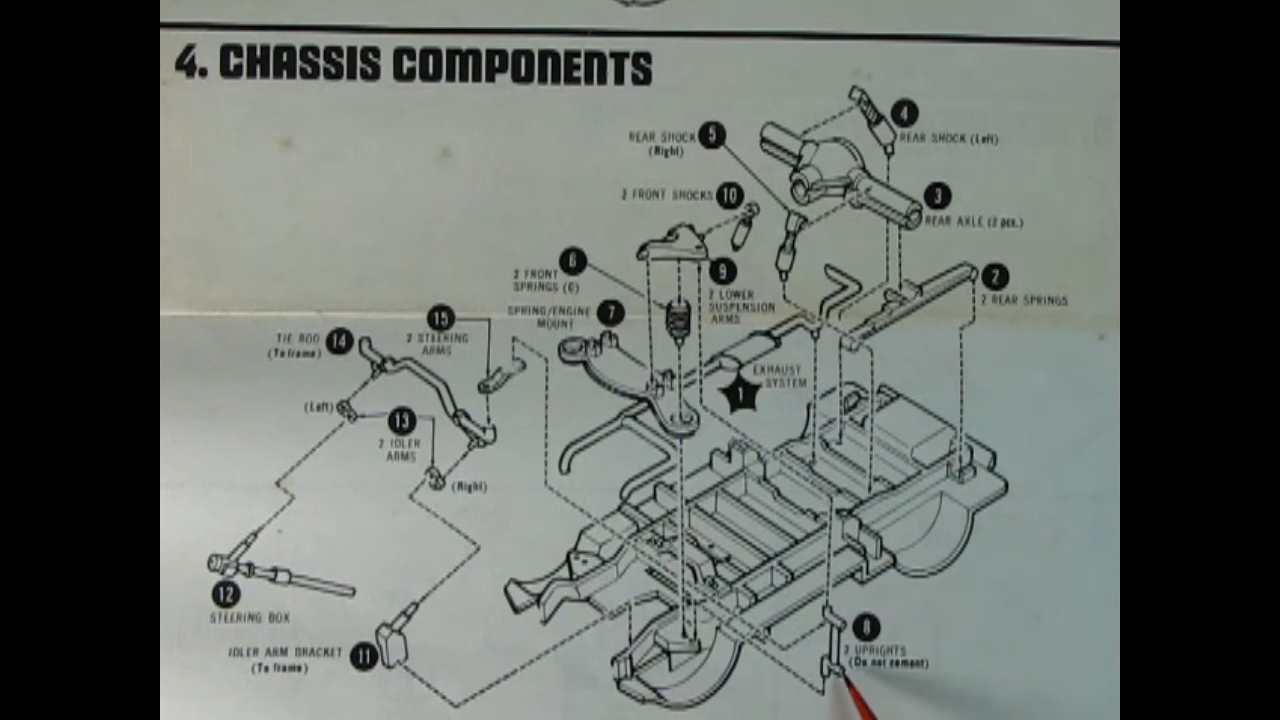 4. CHASSIS COMPONENTS
4
REAR SHOCK (Left)
5
REAR SHOCK
(Right)
10
2 FRONT SHOCKS
3
REAR AXLE (2 pcs.)
6
2 FRONT
SPRINGS (6)
9
2 LOWER
SUSPENSION
ARMS
2
2 REAR SPRINGS
7
SPRING/ENGINE
MOUNT
15
2 STEERING
ARMS
14
TIE ROD
(To frame)
EXHAUST
SYSTEM
1
(Left)
13
2 IDLER
ARMS
(Right)
12
STEERING BOX
IDLER ARM BRACKET
(To frame)
11
8
2 UPRIGHTS
(Do not cement)